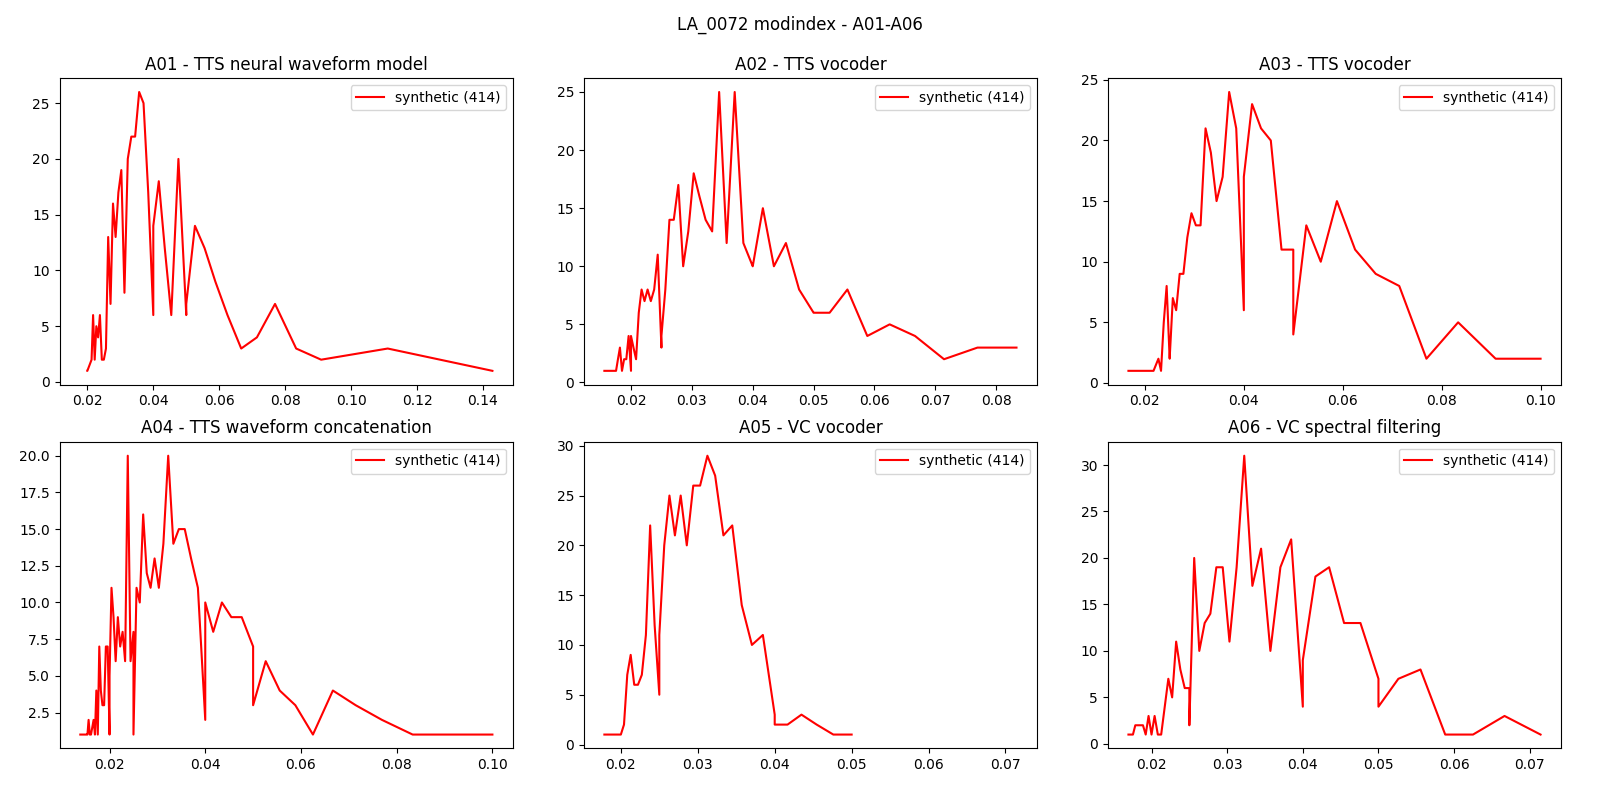 LA_0072 modindex - A01-A06
A01 - TTS neural waveform model
synthetic (414)
25
20
15
10
5
0
0.02 0.04 0.06 0.08 0.10 0.12 0.14
A02 - TTS vocoder
synthetic (414)
25
20
15
10
5
0
0.02 0.03 0.04 0.05 0.06 0.07 0.08
A03 - TTS vocoder
synthetic (414)
25
20
15
10
5
0
0.02 0.04 0.06 0.08 0.10
A04 - TTS waveform concatenation
synthetic (414)
20.0
17.5
15.0
12.5
10.0
7.5
5.0
2.5
0.02 0.04 0.06 0.08 0.10
A05 - VC vocoder
synthetic (414)
30
25
20
15
10
5
0
0.02 0.03 0.04 0.05 0.06 0.07
A06 - VC spectral filtering
synthetic (414)
30
25
20
15
10
5
0
0.02 0.03 0.04 0.05 0.06 0.07